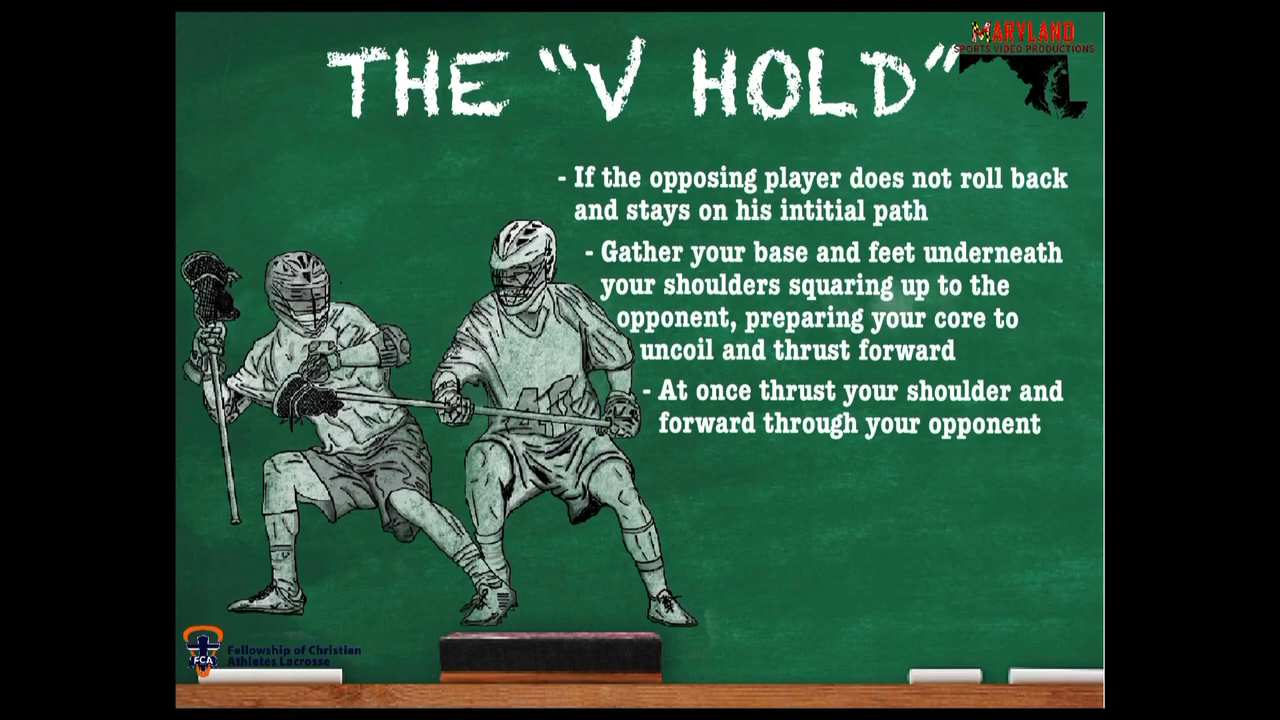 MARYLAND
SPORTS VIDEO PRODUCTIONS
THE "V HOLD"
- If the opposing player does not roll back
and stays on his intitial path
- Gather your base and feet underneath
your shoulders squaring up to the
opponent, preparing your core to
uncoil and thrust forward
- At once thrust your shoulder and
forward through your opponent
FCA
Fellowship of Christian
Athletes Lacrosse